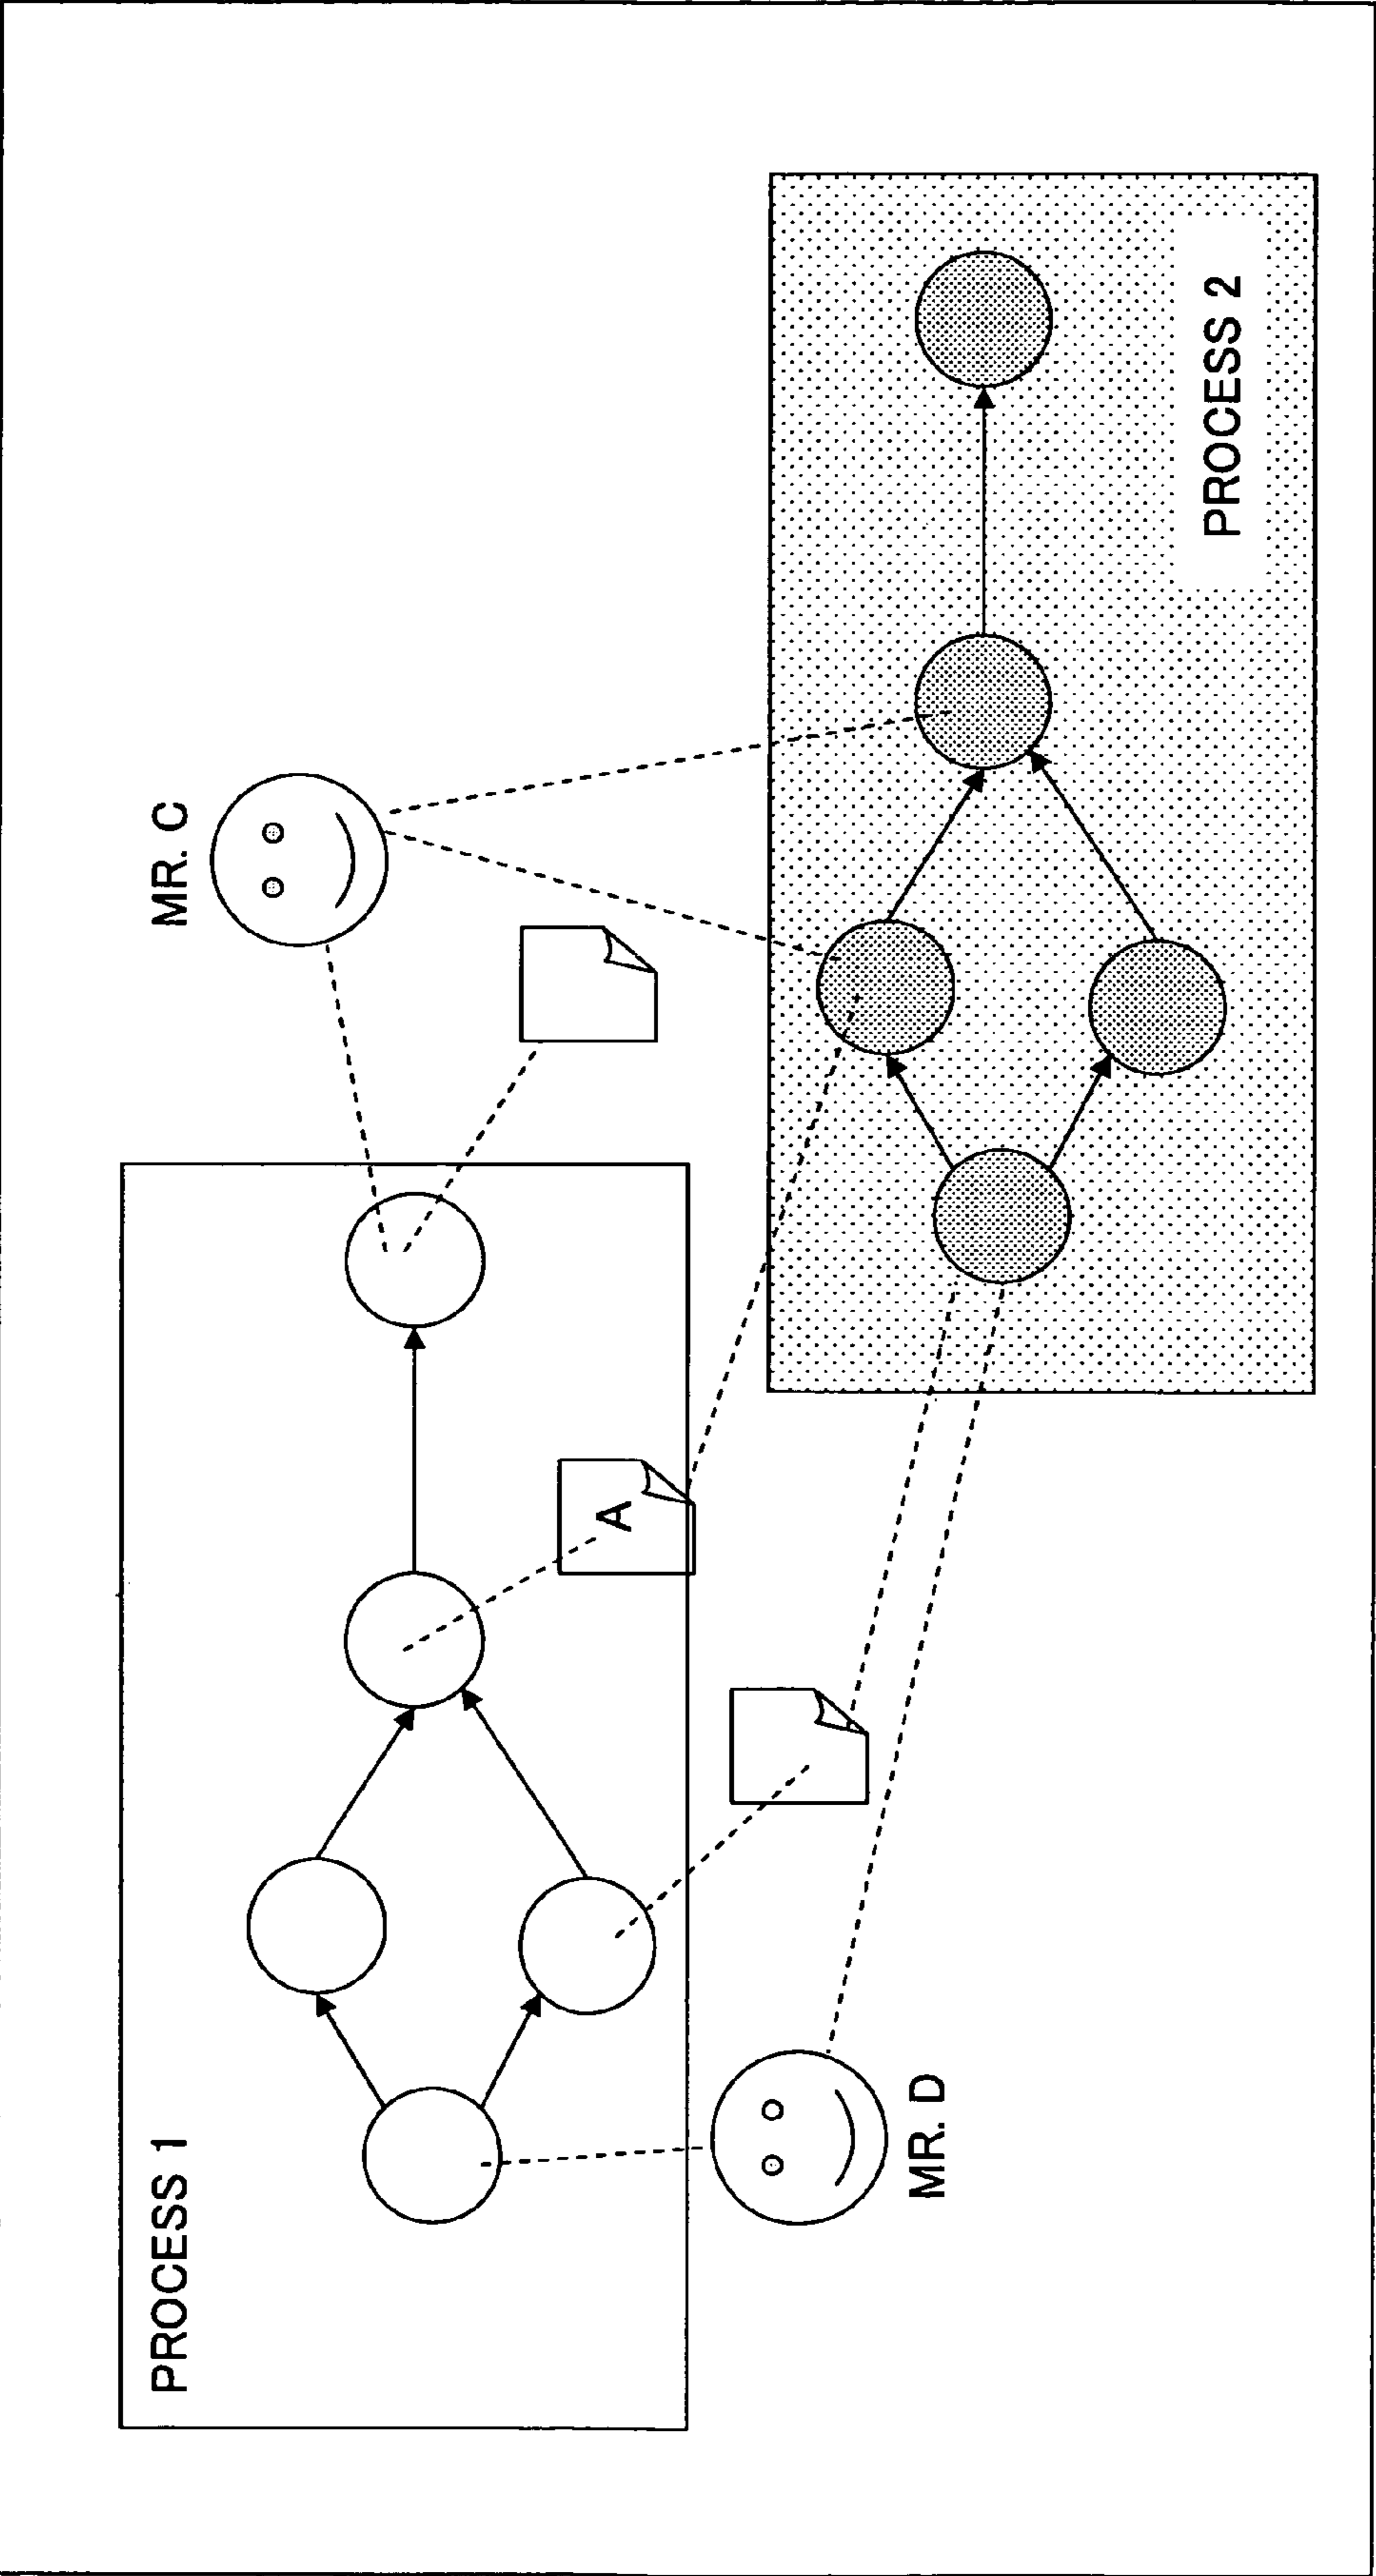 PROCESS 1
MR. C
A
MR. D
PROCESS 2